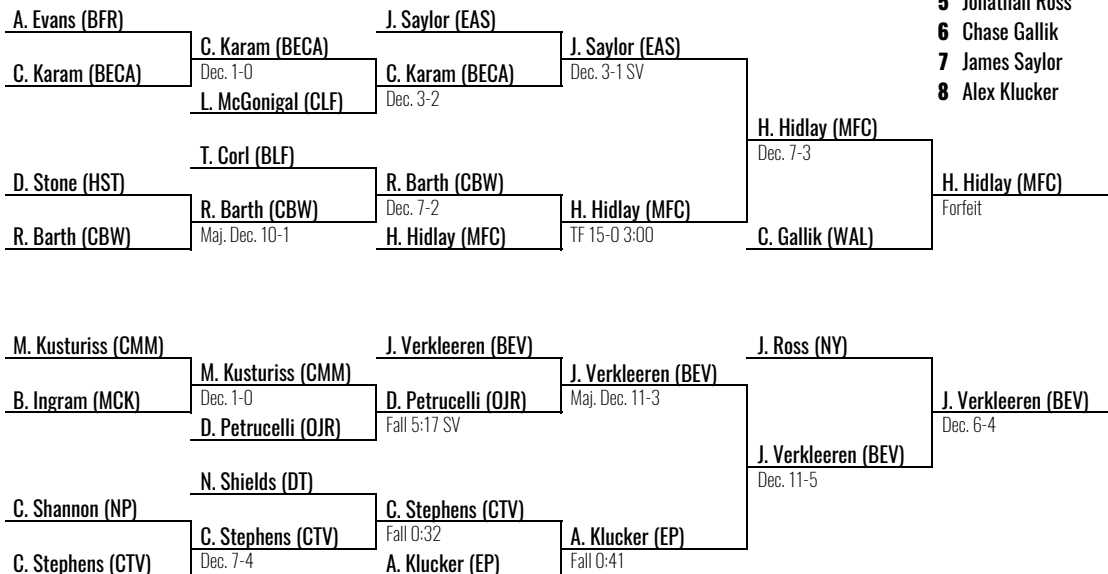 5 Jonathan Ross
6 Chase Gallik
7 James Saylor
8 Alex Klucker
A. Evans (BFR)
C. Karam (BECA)
C. Karam (BECA)
Dec. 1-0
L. McGonigal (CLF)
J. Saylor (EAS)
C. Karam (BECA)
Dec. 3-2
J. Saylor (EAS)
Dec. 3-1 SV
T. Corl (BLF)
D. Stone (HST)
R. Barth (CBW)
R. Barth (CBW)
Maj. Dec. 10-1
R. Barth (CBW)
Dec. 7-2
H. Hidlay (MFC)
H. Hidlay (MFC)
TF 15-0 3:00
H. Hidlay (MFC)
Dec. 7-3
C. Gallik (WAL)
H. Hidlay (MFC)
Forfeit
M. Kusturiss (CMM)
B. Ingram (MCK)
M. Kusturiss (CMM)
Dec. 1-0
D. Petrucelli (OJR)
J. Verkleeren (BEV)
D. Petrucelli (OJR)
Fall 5:17 SV
J. Verkleeren (BEV)
Maj. Dec. 11-3
N. Shields (DT)
C. Shannon (NP)
C. Stephens (CTV)
C. Stephens (CTV)
Dec. 7-4
C. Stephens (CTV)
Fall 0:32
A. Klucker (EP)
A. Klucker (EP)
Fall 0:41
J. Ross (NY)
J. Verkleeren (BEV)
Dec. 11-5
J. Verkleeren (BEV)
Dec. 6-4